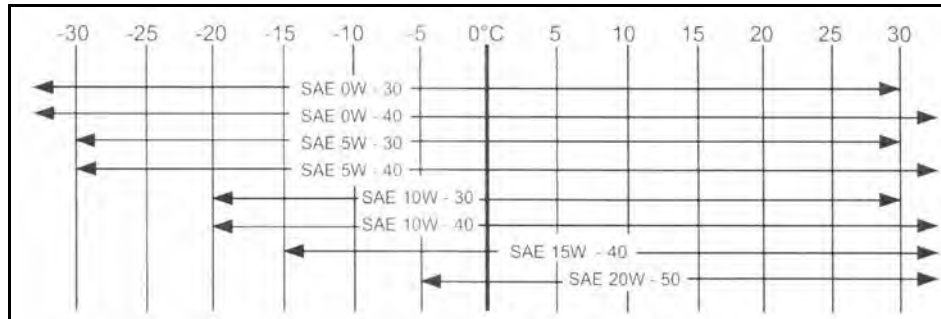 -30 -25 -20 -15 -10 -5 0°C 5 10 15 20 25 30
SAE 0W - 30
SAE 0W - 40
SAE 5W - 30
SAE 5W - 40
SAE 10W - 30
SAE 10W - 40
SAE 15W - 40
SAE 20W - 50